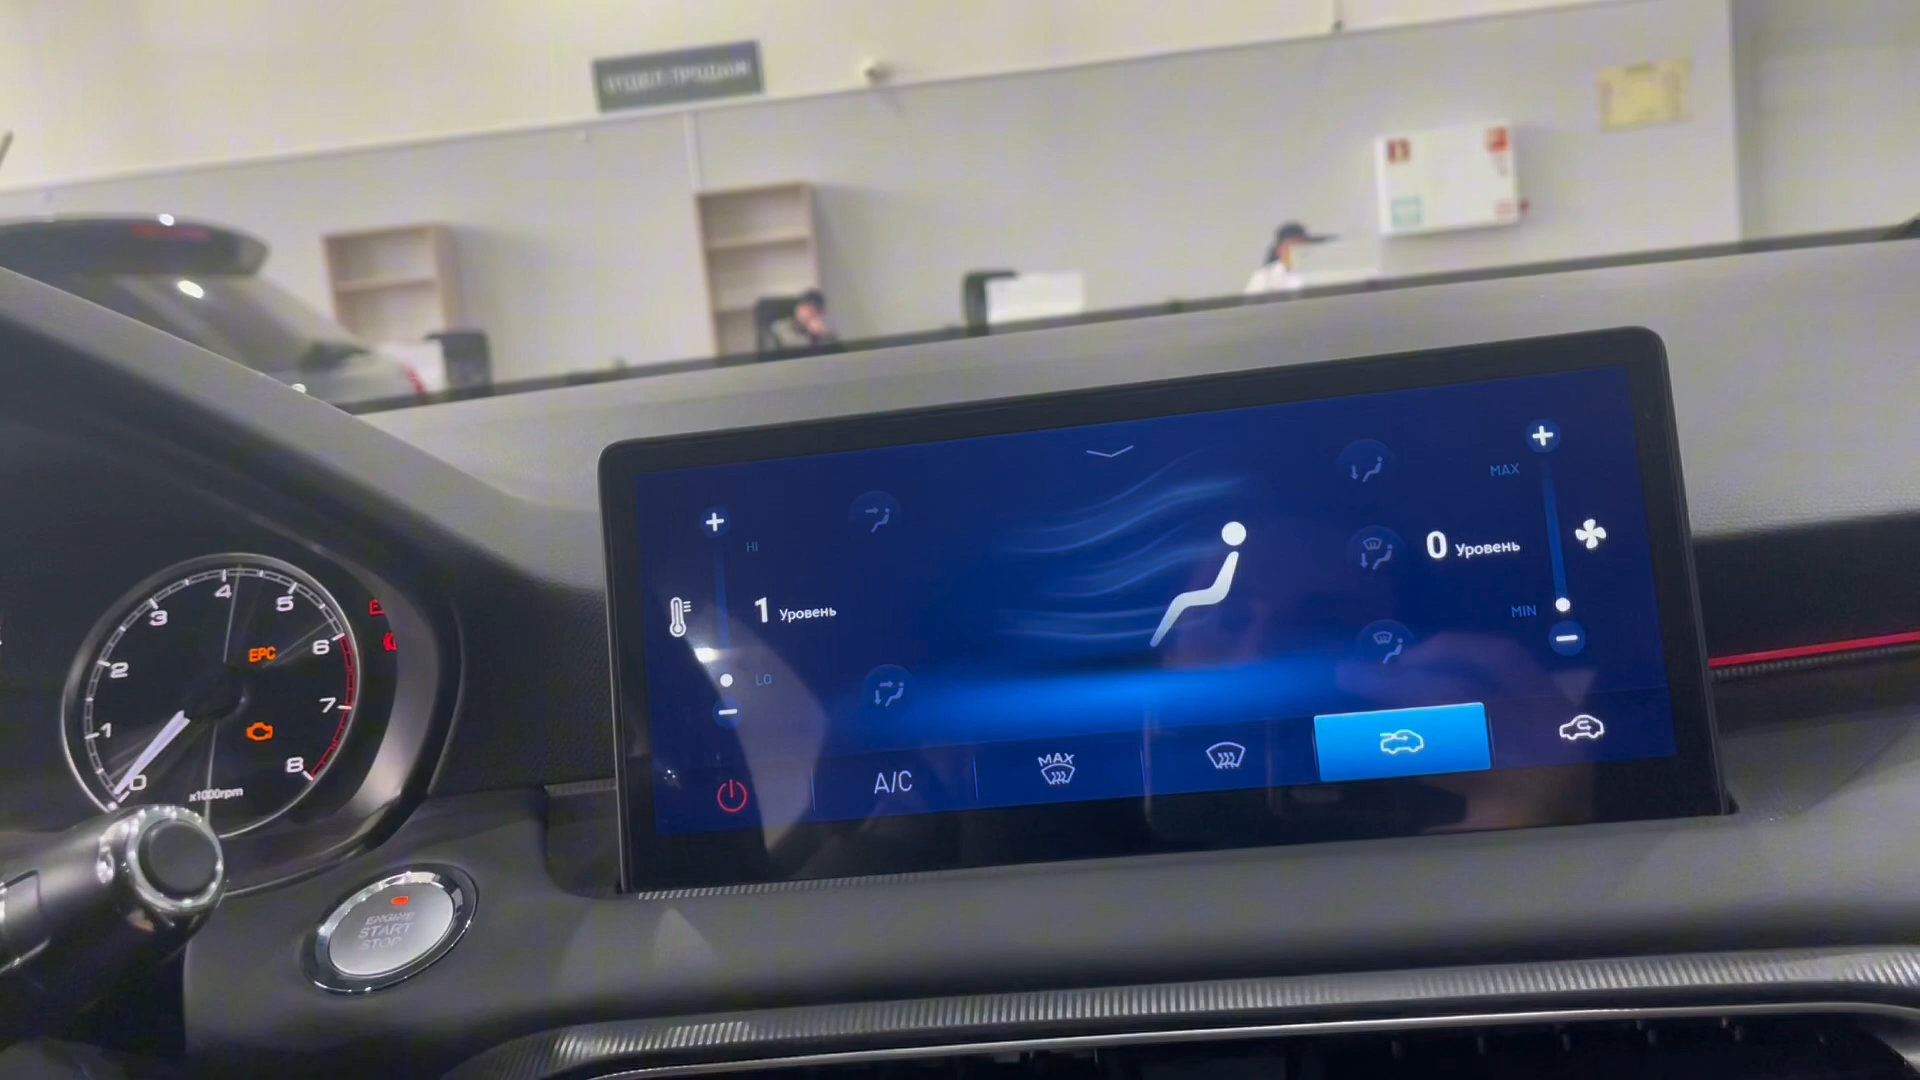 ОТДЕЛ ПРОДАЖ
HI
1 Уровень
LO
MAX
0 Уровень
MIN
A/C
MAX
0
1
2
3
4
5
6
7
8
EPC
x1000rpm
ENGINE
START
STOP